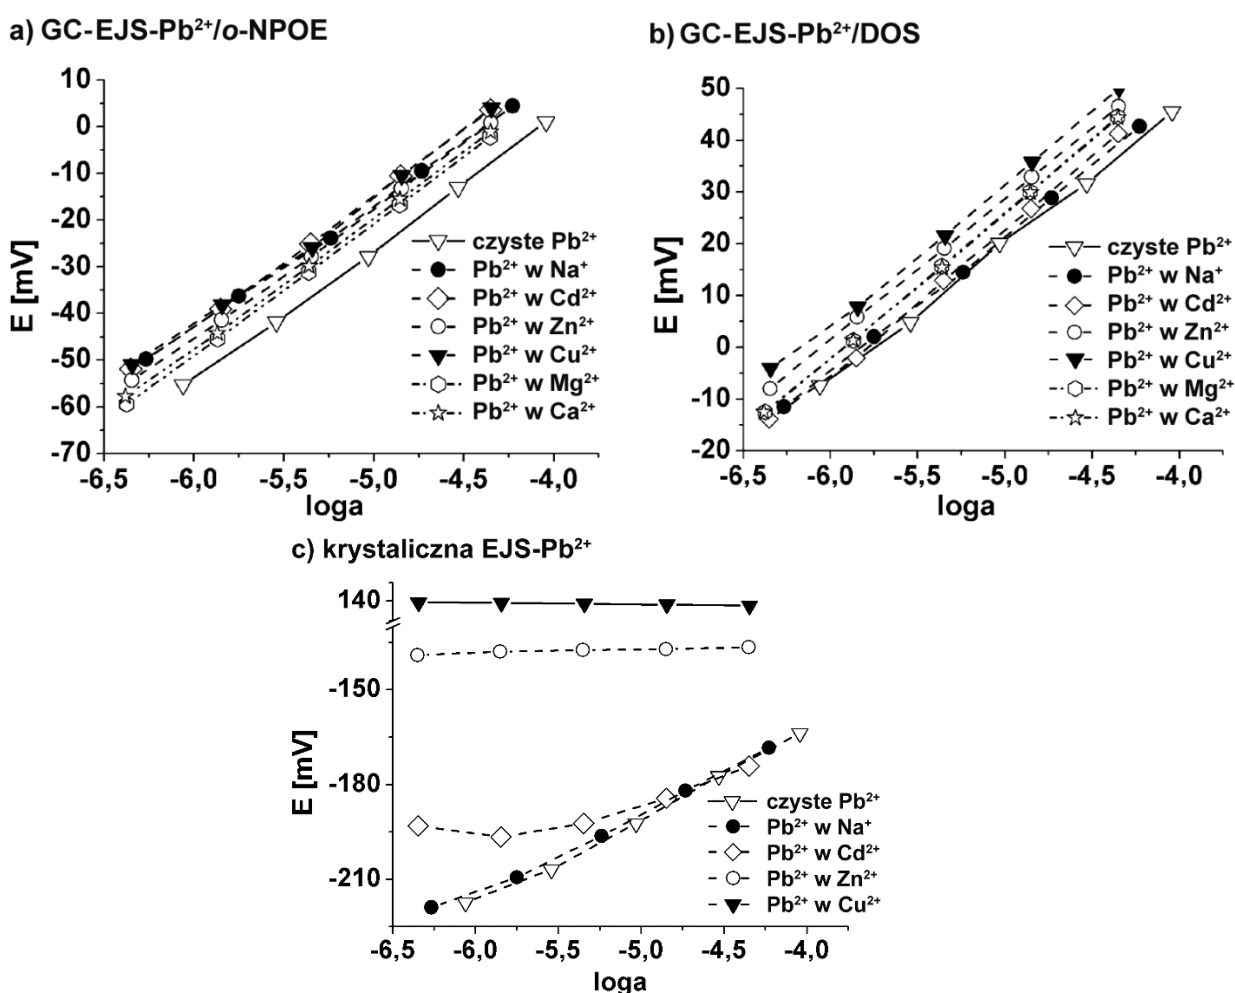 a) GC-EJS-Pb²⁺/o-NPOE
E [mV]
10
0
-10
-20
-30
-40
-50
-60
-70
czyste Pb²⁺
Pb²⁺ w Na⁺
Pb²⁺ w Cd²⁺
Pb²⁺ w Zn²⁺
Pb²⁺ w Cu²⁺
Pb²⁺ w Mg²⁺
Pb²⁺ w Ca²⁺
-6,5 -6,0 -5,5 -5,0 -4,5 -4,0
loga
b) GC-EJS-Pb²⁺/DOS
E [mV]
50
40
30
20
10
0
-10
-20
czyste Pb²⁺
Pb²⁺ w Na⁺
Pb²⁺ w Cd²⁺
Pb²⁺ w Zn²⁺
Pb²⁺ w Cu²⁺
Pb²⁺ w Mg²⁺
Pb²⁺ w Ca²⁺
-6,5 -6,0 -5,5 -5,0 -4,5 -4,0
loga
c) krystaliczna EJS-Pb²⁺
E [mV]
140
-150
-180
-210
czyste Pb²⁺
Pb²⁺ w Na⁺
Pb²⁺ w Cd²⁺
Pb²⁺ w Zn²⁺
Pb²⁺ w Cu²⁺
-6,5 -6,0 -5,5 -5,0 -4,5 -4,0
loga